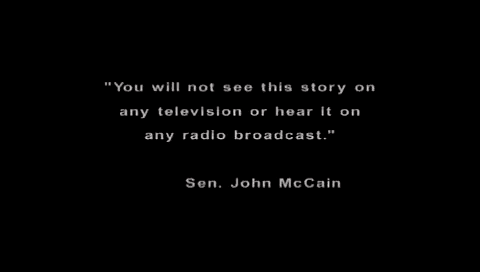 "You will not see this story on
any television or hear it on
any radio broadcast."
Sen. John McCain